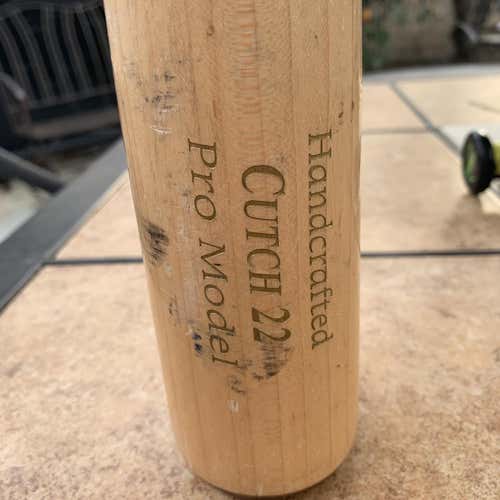 Handcrafted
CUTCH 22
Pro Model